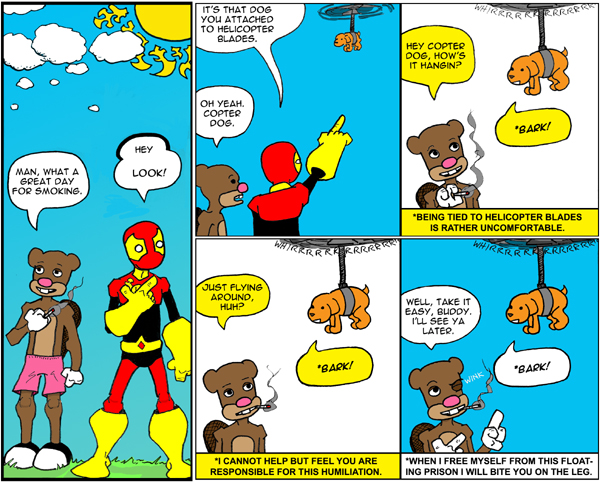 MAN, WHAT A
GREAT DAY
FOR SMOKING.
HEY
LOOK!
IT'S THAT DOG
YOU ATTACHED
TO HELICOPTER
BLADES.
OH YEAH.
COPTER
DOG.
WHIRRRRRRRRRRRRRR
HEY COPTER
DOG, HOW'S
IT HANGIN?
*BARK!
*BEING TIED TO HELICOPTER BLADES
IS RATHER UNCOMFORTABLE.
WHIRRRRRRRRRRRRRR
JUST FLYING
AROUND,
HUH?
*BARK!
*I CANNOT HELP BUT FEEL YOU ARE
RESPONSIBLE FOR THIS HUMILIATION.
WHIRRRRRRRRRRRRRR
WELL, TAKE IT
EASY, BUDDY.
I'LL SEE YA
LATER.
*BARK!
WINK
*WHEN I FREE MYSELF FROM THIS FLOAT-
ING PRISON I WILL BITE YOU ON THE LEG.